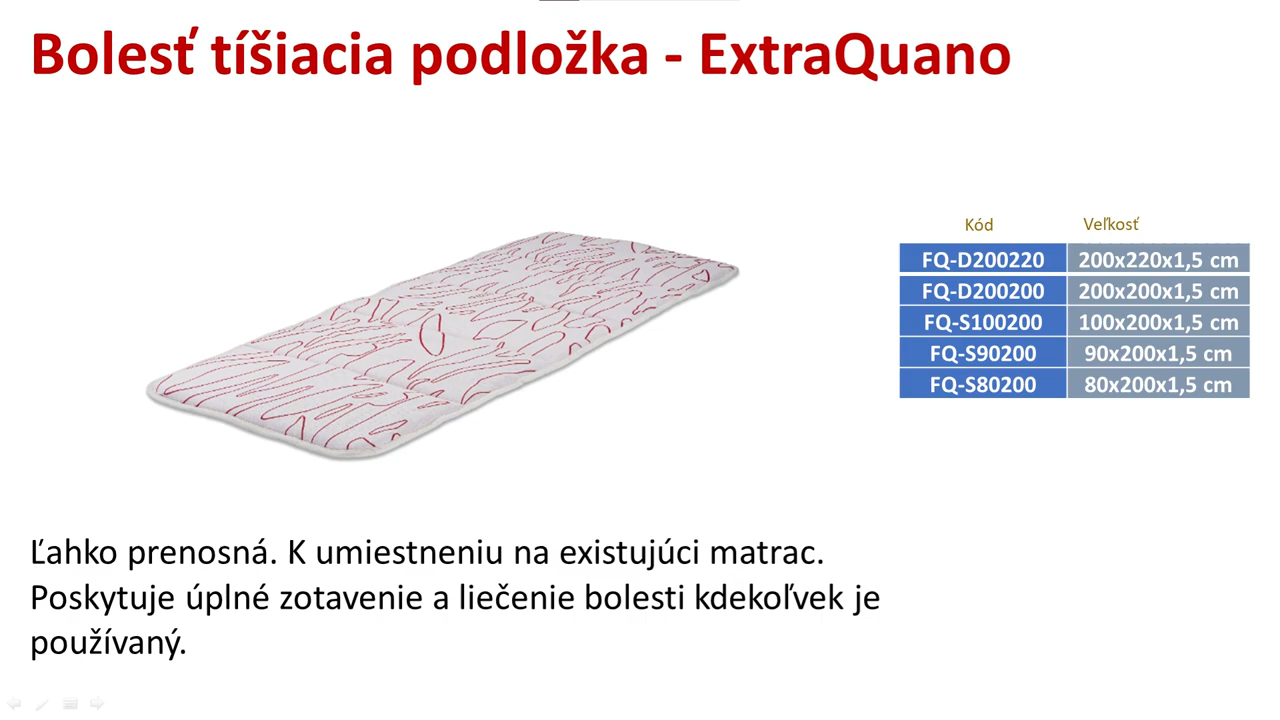 Bolesť tíšiacia podložka - ExtraQuano
Kód Veľkosť
FQ-D200220 200x220x1,5 cm
FQ-D200200 200x200x1,5 cm
FQ-S100200 100x200x1,5 cm
FQ-S90200 90x200x1,5 cm
FQ-S80200 80x200x1,5 cm
Ľahko prenosná. K umiestneniu na existujúci matrac.
Poskytuje úplné zotavenie a liečenie bolesti kdekoľvek je
používaný.